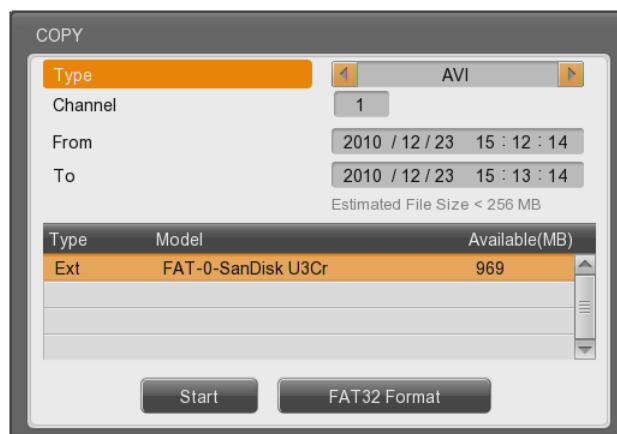 COPY
Type AVI
Channel 1
From 2010 / 12 / 23 15 : 12 : 14
To 2010 / 12 / 23 15 : 13 : 14
Estimated File Size < 256 MB
Type Model Available(MB)
Ext FAT-0-SanDisk U3Cr 969
Start FAT32 Format